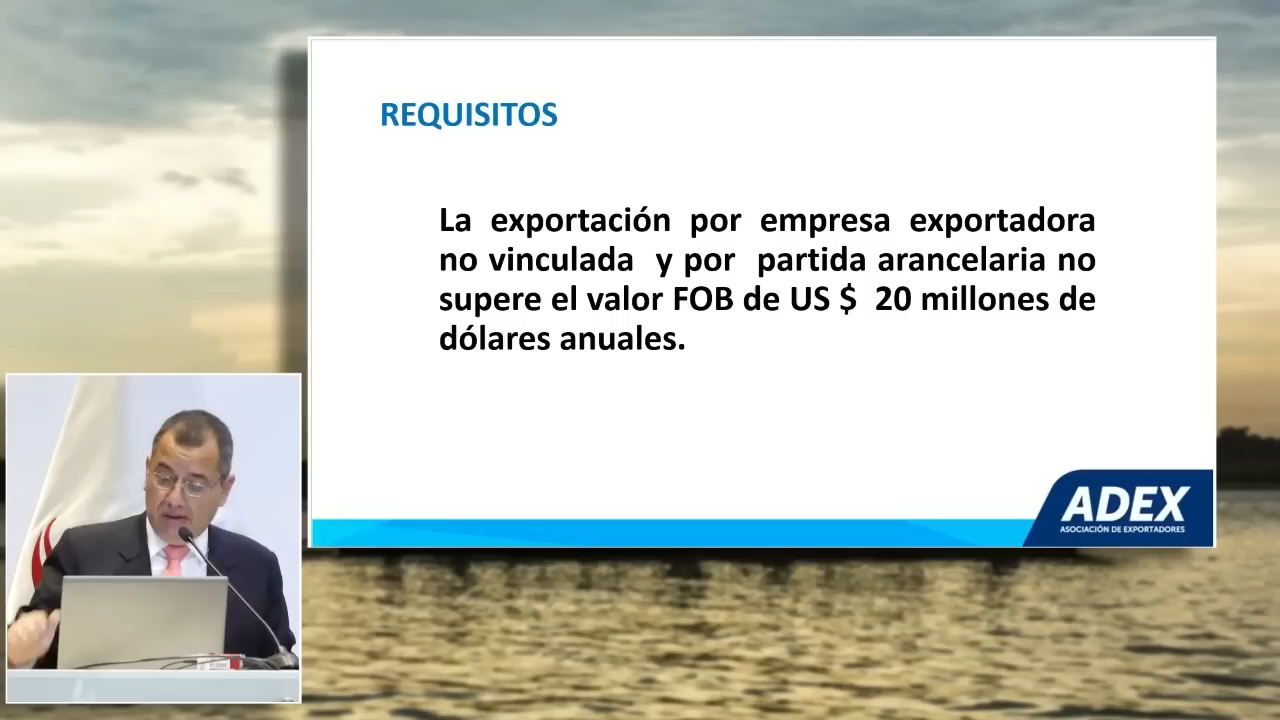 REQUISITOS
La exportación por empresa exportadora
no vinculada y por partida arancelaria no
supere el valor FOB de US $ 20 millones de
dólares anuales.
ADEX
ASOCIACIÓN DE EXPORTADORES